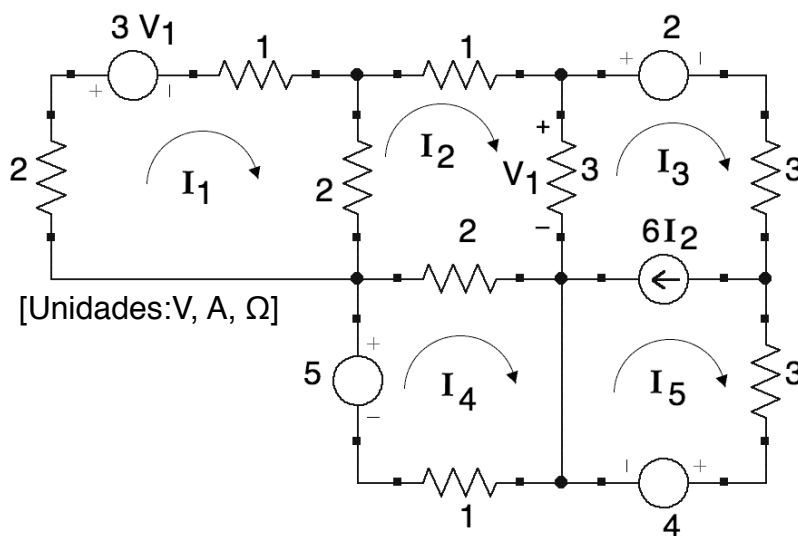 3 V1
1
1
2
+
−
+
−
2
I1
I2
2
+
V1
3
−
I3
3
2
6I2
[Unidades:V, A, Ω]
5
+
−
I4
I5
3
−
+
1
4